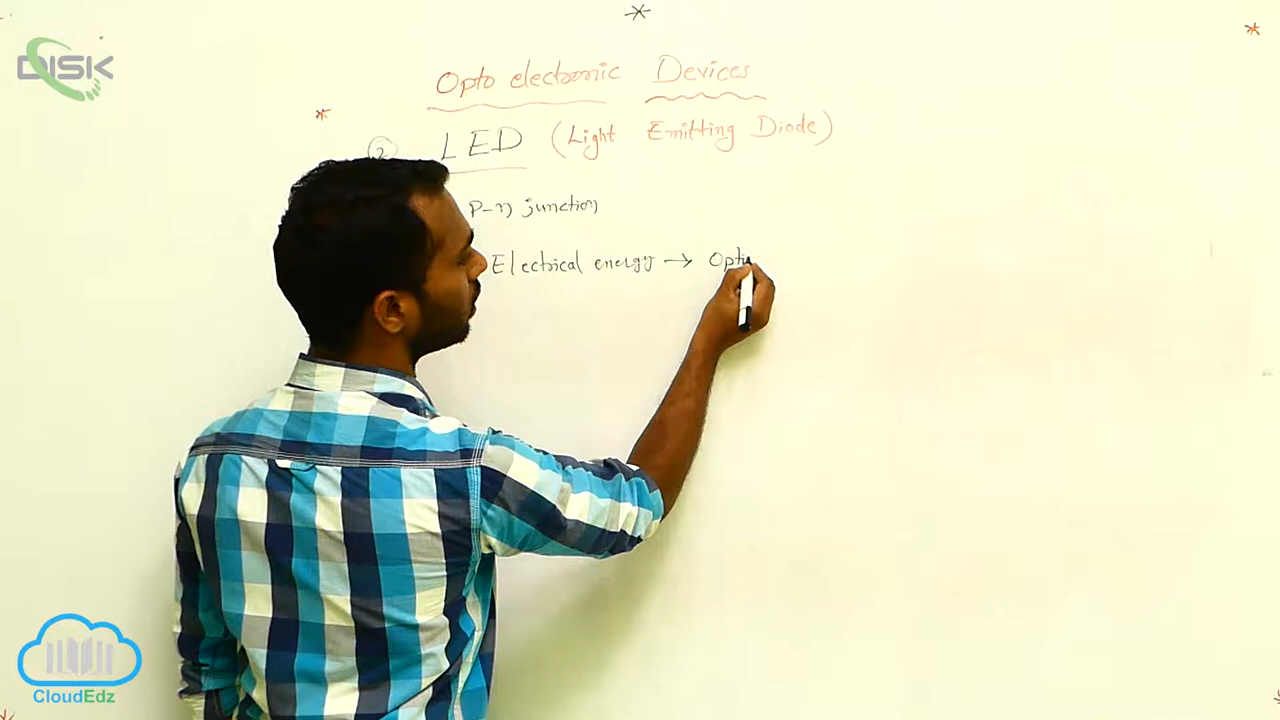 DISK
Opto electronic Devices
② LED (Light Emitting Diode)
P-n junction
Electrical energy → Opti
CloudEdz